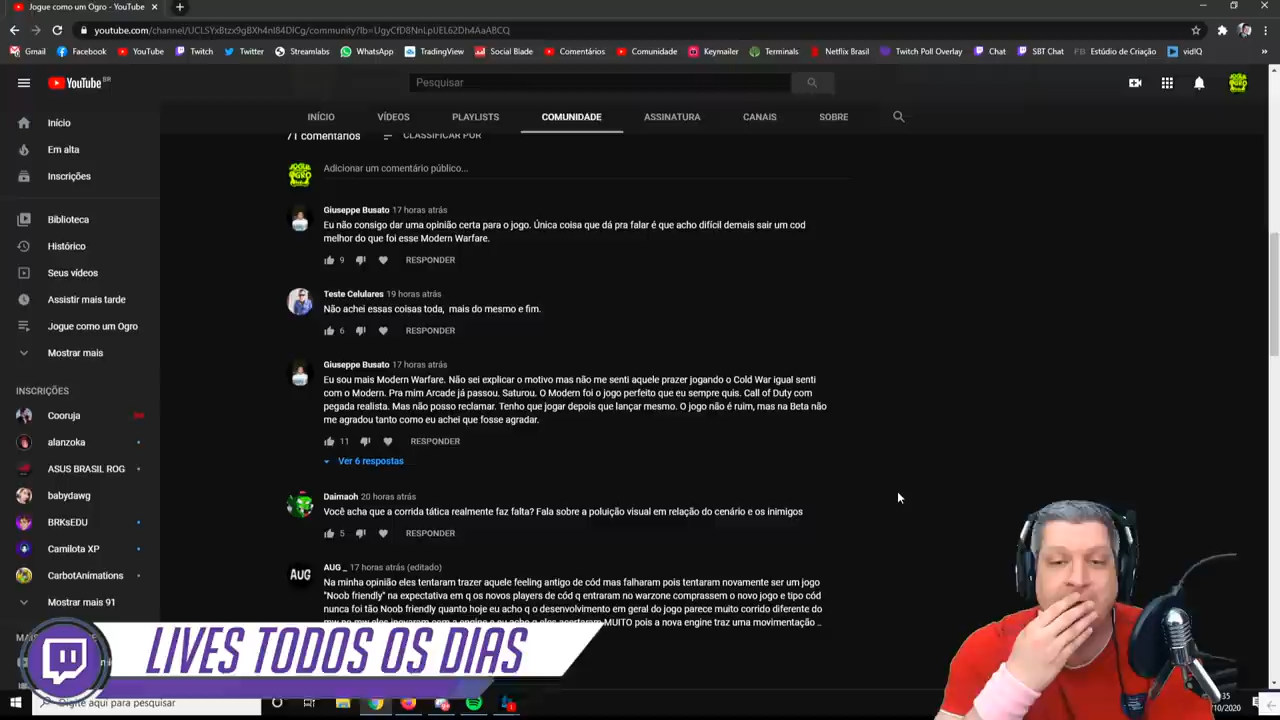 Jogue como um Ogro - YouTube
youtube.com/channel/
Gmail Facebook YouTube Twitch Twitter Streamlabs WhatsApp TradingView Social Blade Comentários Comunidade Keymailer Terminals Netflix Brasil Twitch Poll Overlay Chat SBT Chat Estúdio de Criação vidIQ
YouTube BR
Pesquisar
INÍCIO VÍDEOS PLAYLISTS COMUNIDADE ASSINATURA CANAIS SOBRE
Início
Em alta
Inscrições
Biblioteca
Histórico
Seus vídeos
Assistir mais tarde
Jogue como um Ogro
Mostrar mais
INSCRIÇÕES
Cooruja
alanzoka
ASUS BRASIL ROG
babydawg
BRKsEDU
Camilota XP
CarbotAnimations
Mostrar mais 91
71 comentários CLASSIFICAR POR
Adicionar um comentário público...
Giuseppe Busato 17 horas atrás
Eu não consigo dar uma opinião certa para o jogo. Única coisa que dá pra falar é que acho difícil demais sair um cod
melhor do que foi esse Modern Warfare.
9 RESPONDER
Teste Celulares 19 horas atrás
Não achei essas coisas toda, mais do mesmo e fim.
6 RESPONDER
Giuseppe Busato 17 horas atrás
Eu sou mais Modern Warfare. Não sei explicar o motivo mas não me senti aquele prazer jogando o Cold War igual senti
com o Modern. Pra mim Arcade já passou. Saturou. O Modern foi o jogo perfeito que eu sempre quis. Call of Duty com
pegada realista. Mas não posso reclamar. Tenho que jogar depois que lançar mesmo. O jogo não é ruim, mas na Beta não
me agradou tanto como eu achei que fosse agradar.
11 RESPONDER
Ver 6 respostas
Daimaoh 20 horas atrás
Você acha que a corrida tática realmente faz falta? Fala sobre a poluição visual em relação do cenário e os inimigos
5 RESPONDER
AUG
AUG _ 17 horas atrás (editado)
Na minha opinião eles tentaram trazer aquele feeling antigo de cód mas falharam pois tentaram novamente ser um jogo
"Noob friendly" na expectativa em q os novos players de cód q entraram no warzone comprassem o novo jogo e tipo cód
nunca foi tão Noob friendly quanto hoje eu acho q o desenvolvimento em geral do jogo parece muito corrido diferente do
MUITO pois a nova engine traz uma movimentação ..
LIVES TODOS OS DIAS
Digite aqui para pesquisar
/10/2020